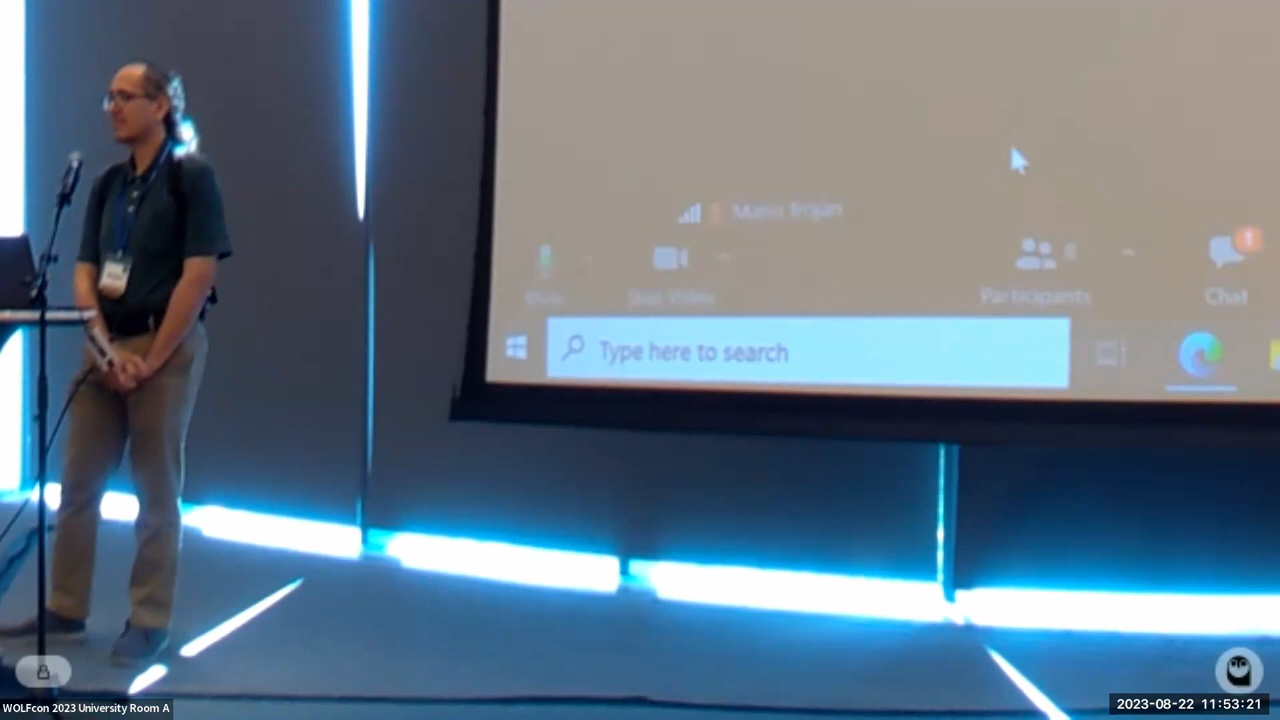 Participants
Chat
Type here to search
WOLFcon 2023 University Room A
2023-08-22 11:53:21